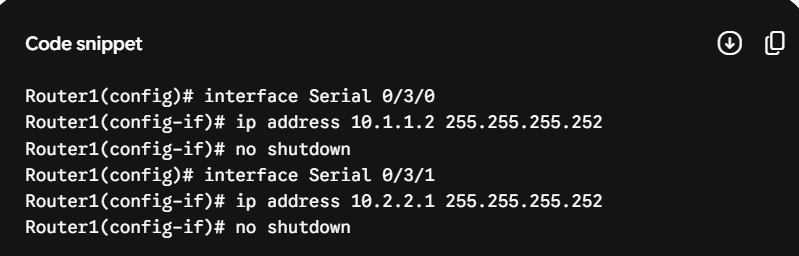 Code snippet
Router1(config)# interface Serial 0/3/0
Router1(config-if)# ip address 10.1.1.2 255.255.255.252
Router1(config-if)# no shutdown
Router1(config)# interface Serial 0/3/1
Router1(config-if)# ip address 10.2.2.1 255.255.255.252
Router1(config-if)# no shutdown